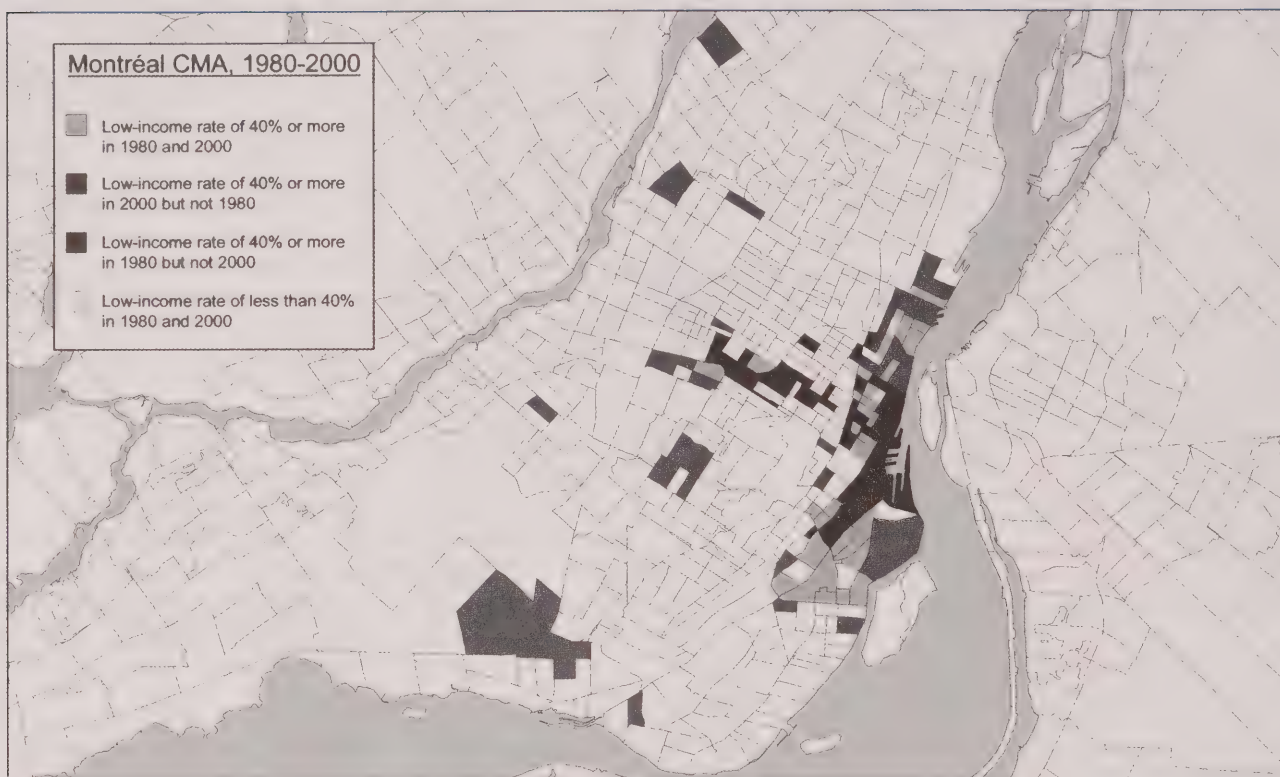 Montréal CMA, 1980-2000
Low-income rate of 40% or more
in 1980 and 2000
Low-income rate of 40% or more
in 2000 but not 1980
Low-income rate of 40% or more
in 1980 but not 2000
Low-income rate of less than 40%
in 1980 and 2000